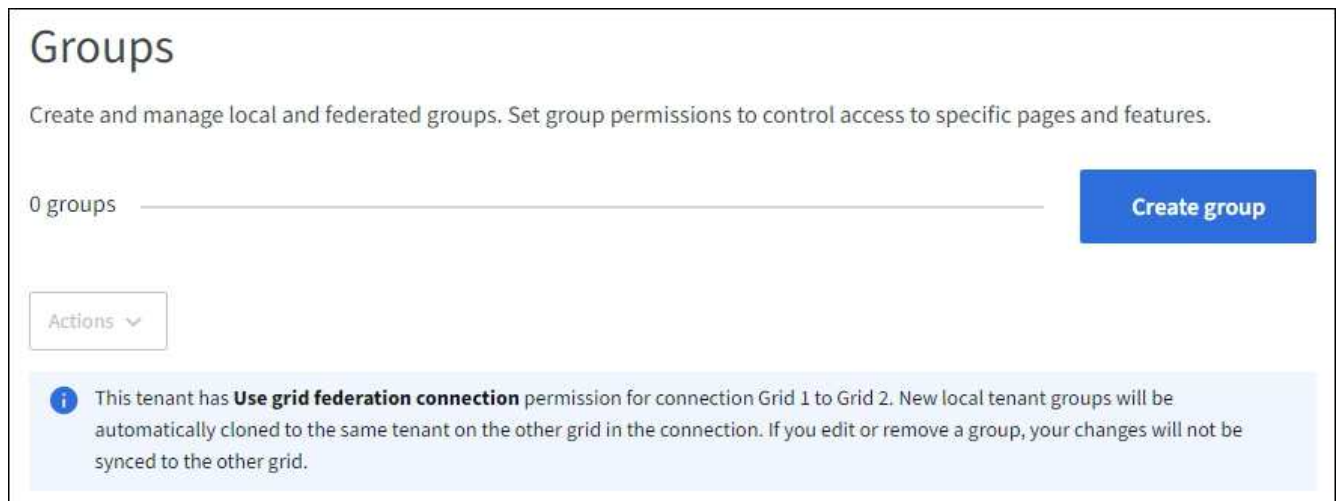 Groups
Create and manage local and federated groups. Set group permissions to control access to specific pages and features.
0 groups
Create group
Actions
This tenant has Use grid federation connection permission for connection Grid 1 to Grid 2. New local tenant groups will be
automatically cloned to the same tenant on the other grid in the connection. If you edit or remove a group, your changes will not be
synced to the other grid.